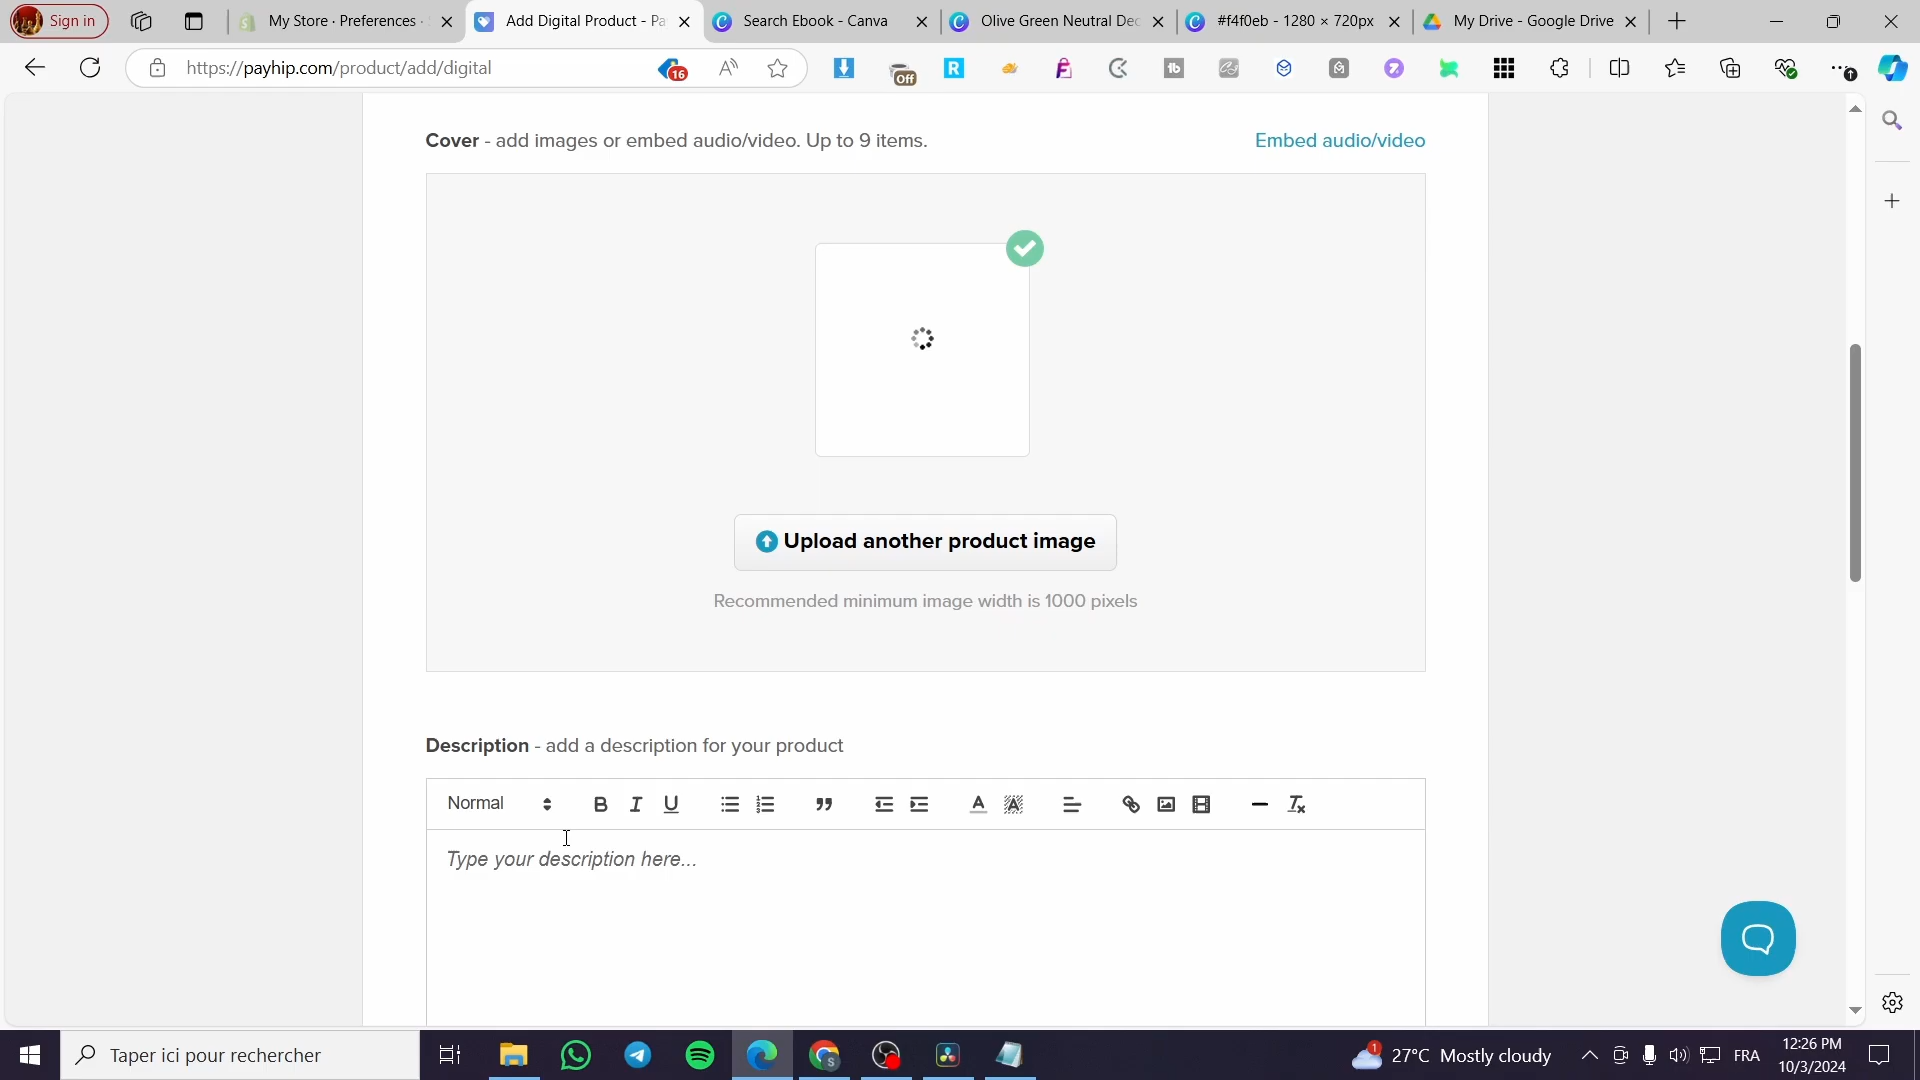 Sign in
My Store · Preferences ·
Add Digital Product - Pa
Search Ebook - Canva
Olive Green Neutral Dec
#f4f0eb - 1280 × 720px
My Drive - Google Drive
https://payhip.com/product/add/digital
16
Off
Cover - add images or embed audio/video. Up to 9 items.
Embed audio/video
Upload another product image
Recommended minimum image width is 1000 pixels
Description - add a description for your product
Normal
Type your description here...
Taper ici pour rechercher
1
27°C Mostly cloudy
FRA
12:26 PM
10/3/2024